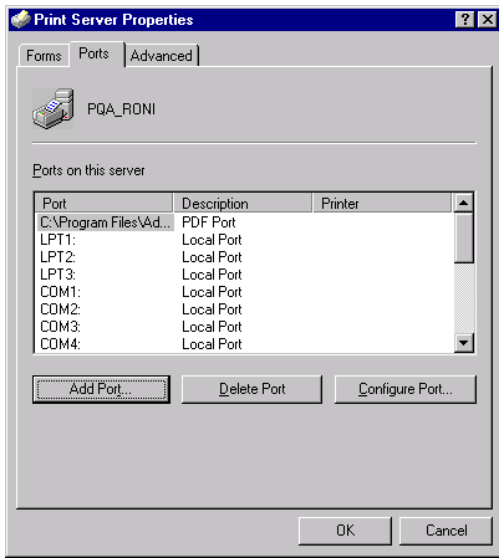 Print Server Properties
Forms Ports Advanced
PQA_RONI
Ports on this server
Port Description Printer
C:\Program Files\Ad... PDF Port
LPT1: Local Port
LPT2: Local Port
LPT3: Local Port
COM1: Local Port
COM2: Local Port
COM3: Local Port
COM4: Local Port
Add Port... Delete Port Configure Port...
OK Cancel